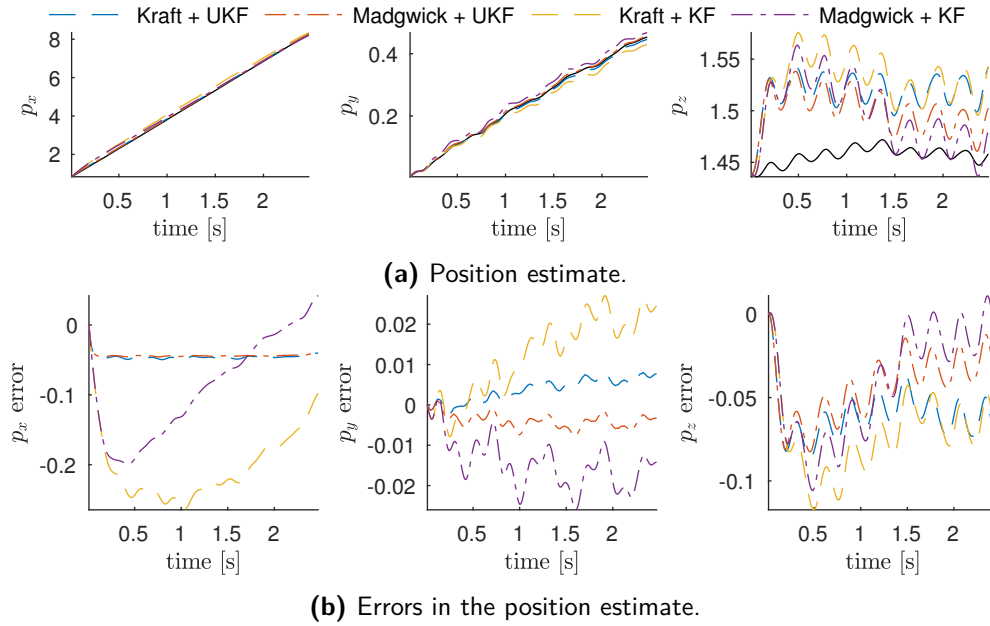 Kraft + UKF Madgwick + UKF Kraft + KF Madgwick + KF
8
6
4
2
p_x
0.5 1 1.5 2
time [s]
0.4
0.2
p_y
0.5 1 1.5 2
time [s]
1.55
1.5
1.45
p_z
0.5 1 1.5 2
time [s]
(a) Position estimate.
0
-0.1
-0.2
p_x error
0.5 1 1.5 2
time [s]
0.02
0.01
0
-0.01
-0.02
p_y error
0.5 1 1.5 2
time [s]
0
-0.05
-0.1
p_z error
0.5 1 1.5 2
time [s]
(b) Errors in the position estimate.